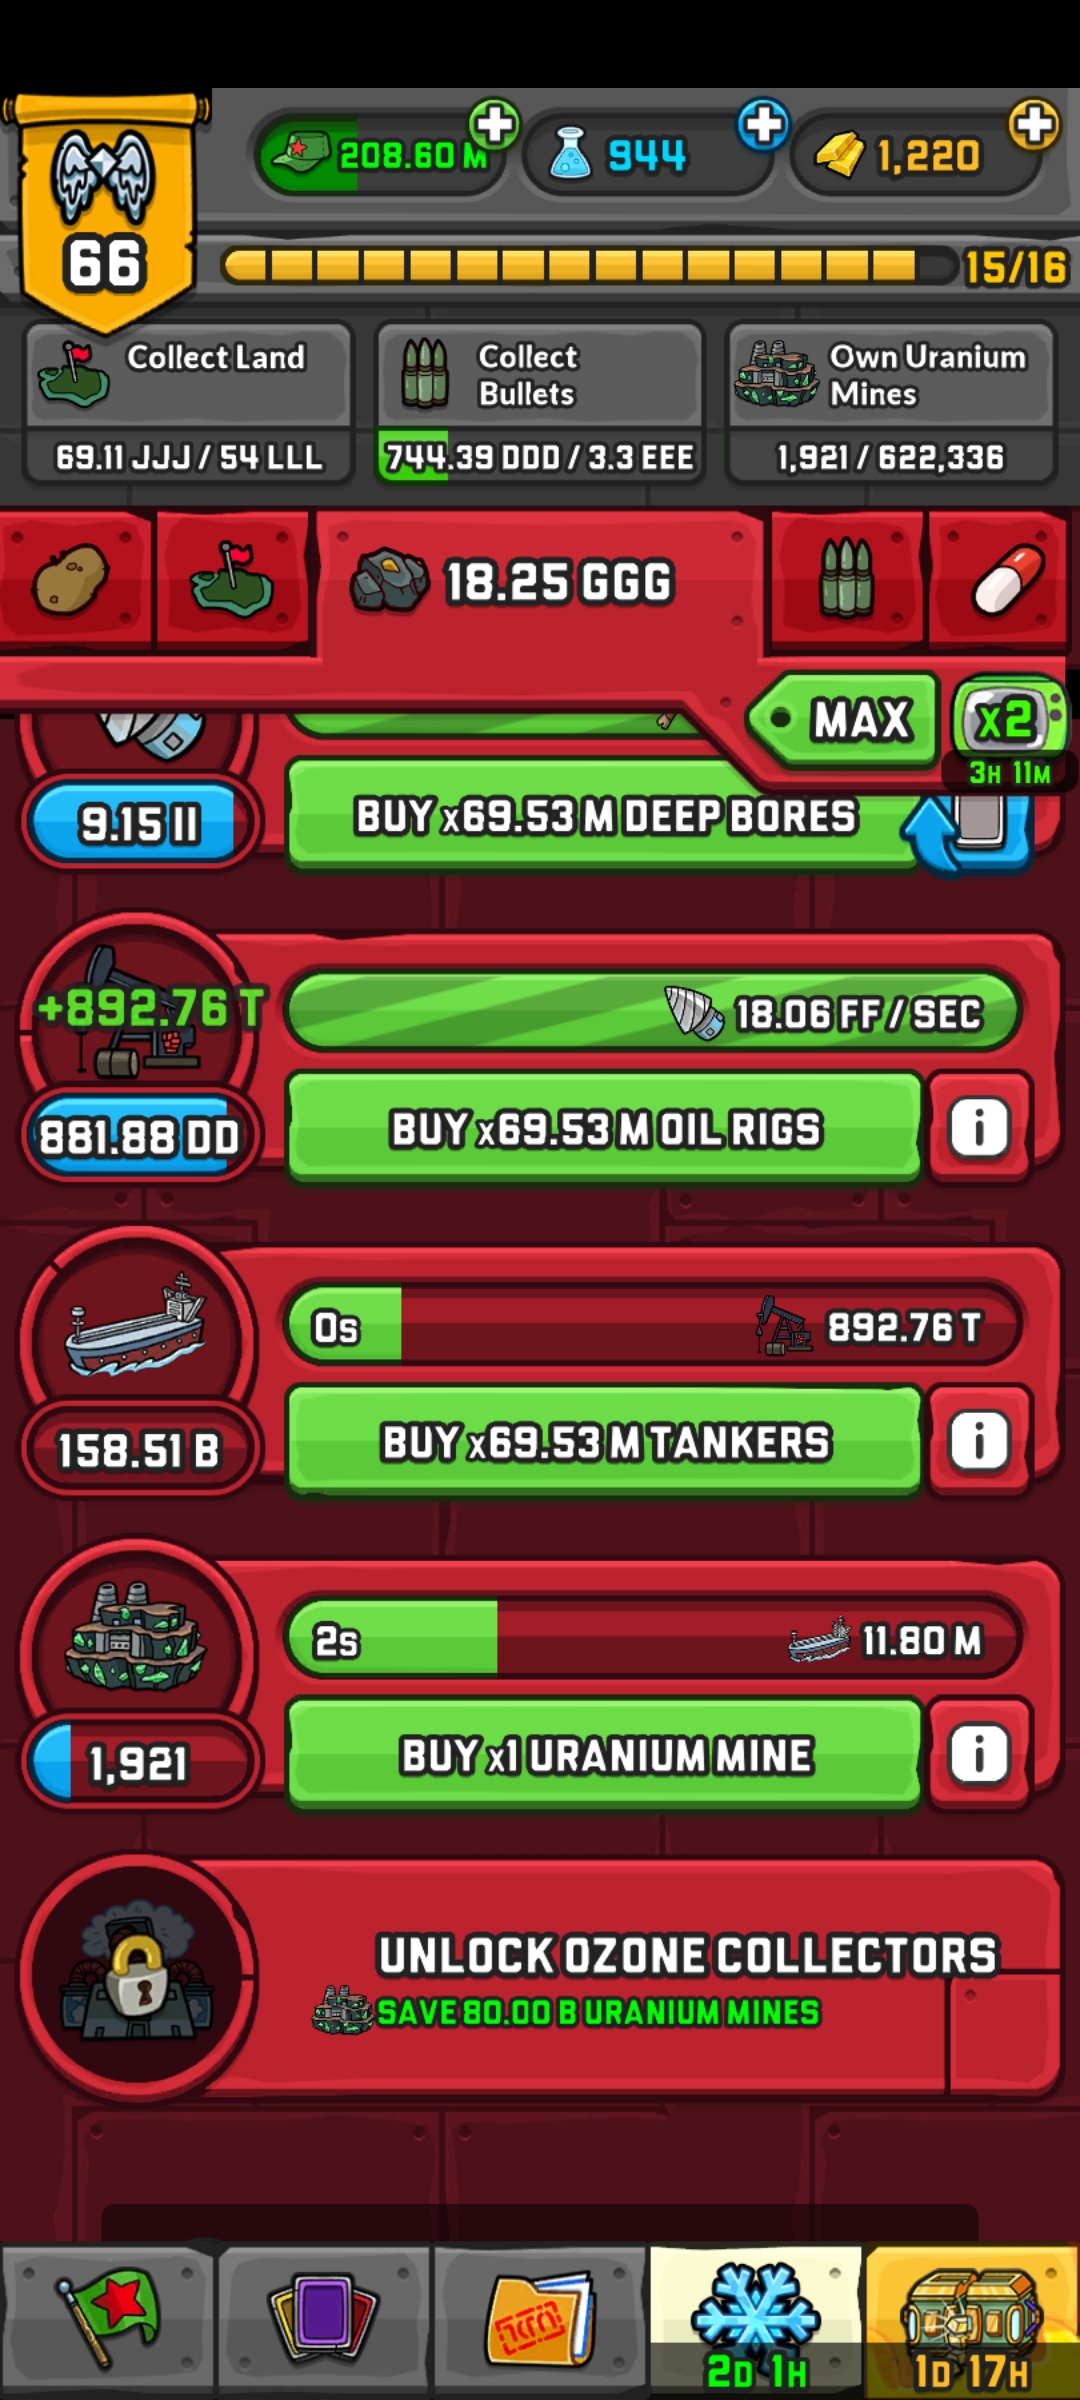 208.60 M
944
1,220
66
15/16
Collect Land
69.11 JJJ / 54 LLL
Collect
Bullets
744.39 DDD / 3.3 EEE
Own Uranium
Mines
1,921 / 622,336
18.25 GGG
MAX
x2
3H 11M
9.15 II
BUY x69.53 M DEEP BORES
+892.76 T
18.06 FF / SEC
881.88 DD
BUY x69.53 M OIL RIGS
0s
892.76 T
158.51 B
BUY x69.53 M TANKERS
2s
11.80 M
1,921
BUY x1 URANIUM MINE
UNLOCK OZONE COLLECTORS
SAVE 80.00 B URANIUM MINES
2D 1H
1D 17H